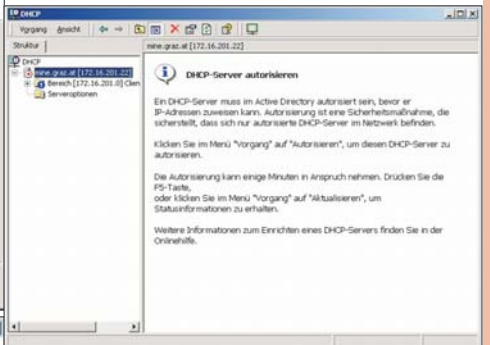 DHCP
Vorgang Ansicht
Struktur
mine.graz.at [172.16.201.22]
DHCP
mine.graz.at [172.16.201.22]
Bereich [172.16.201.0] Clien
Serveroptionen
DHCP-Server autorisieren
Ein DHCP-Server muss im Active Directory autorisiert sein, bevor er
IP-Adressen zuweisen kann. Autorisierung ist eine Sicherheitsmaßnahme, die
sicherstellt, dass sich nur autorisierte DHCP-Server im Netzwerk befinden.
Klicken Sie im Menü "Vorgang" auf "Autorisieren", um diesen DHCP-Server zu
autorisieren.
Die Autorisierung kann einige Minuten in Anspruch nehmen. Drücken Sie die
F5-Taste,
oder klicken Sie im Menü "Vorgang" auf "Aktualisieren", um
Statusinformationen zu erhalten.
Weitere Informationen zum Einrichten eines DHCP-Servers finden Sie in der
Onlinehilfe.